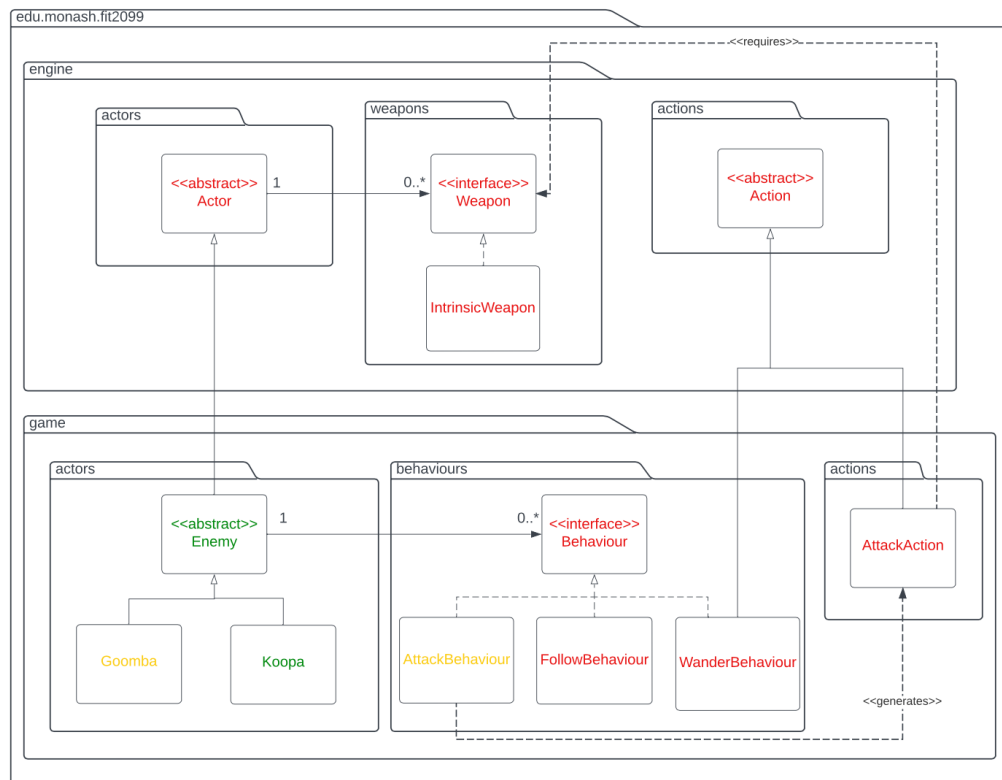 edu.monash.fit2099
<<requires>>
engine
actors
weapons
actions
<<abstract>>
Actor
1
0..*
<<interface>>
Weapon
<<abstract>>
Action
IntrinsicWeapon
game
actors
behaviours
actions
<<abstract>>
Enemy
1
0..*
<<interface>>
Behaviour
AttackAction
Goomba
Koopa
AttackBehaviour
FollowBehaviour
WanderBehaviour
<<generates>>